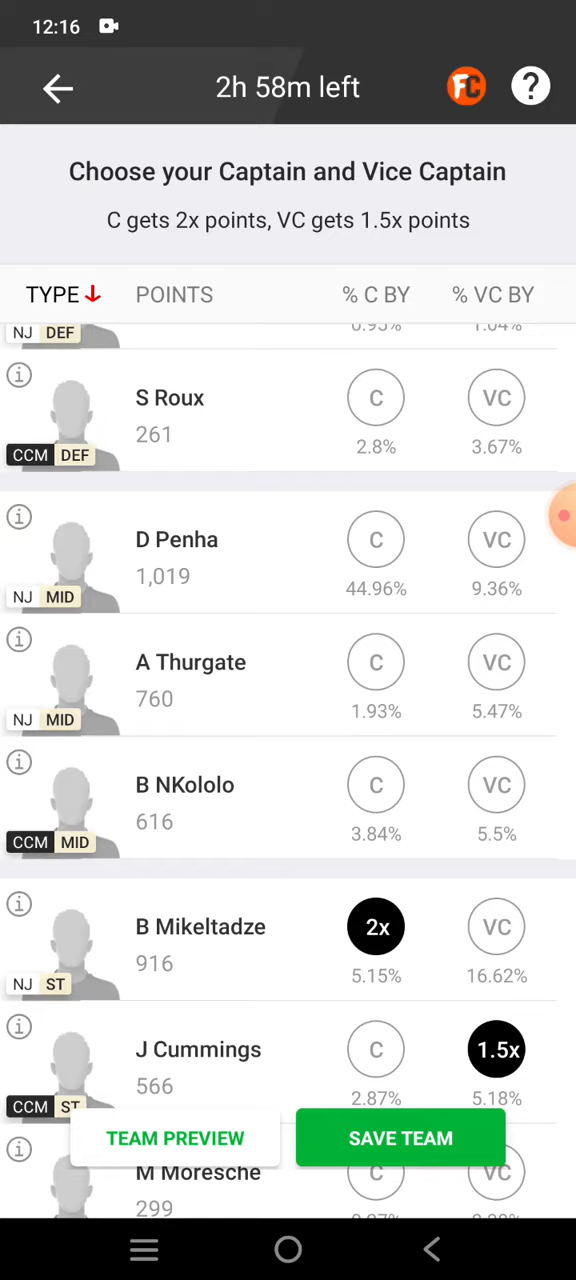 12:16
2h 58m left
FC
?
Choose your Captain and Vice Captain
C gets 2x points, VC gets 1.5x points
TYPE POINTS % C BY % VC BY
NJ DEF
S Roux
261
C VC
2.8% 3.67%
CCM DEF
D Penha
1,019
C VC
44.96% 9.36%
NJ MID
A Thurgate
760
C VC
1.93% 5.47%
NJ MID
B NKololo
616
C VC
3.84% 5.5%
CCM MID
B Mikeltadze
916
2x VC
5.15% 16.62%
NJ ST
J Cummings
566
C 1.5x
2.87% 5.18%
CCM ST
TEAM PREVIEW SAVE TEAM
M Moresche
299
C VC